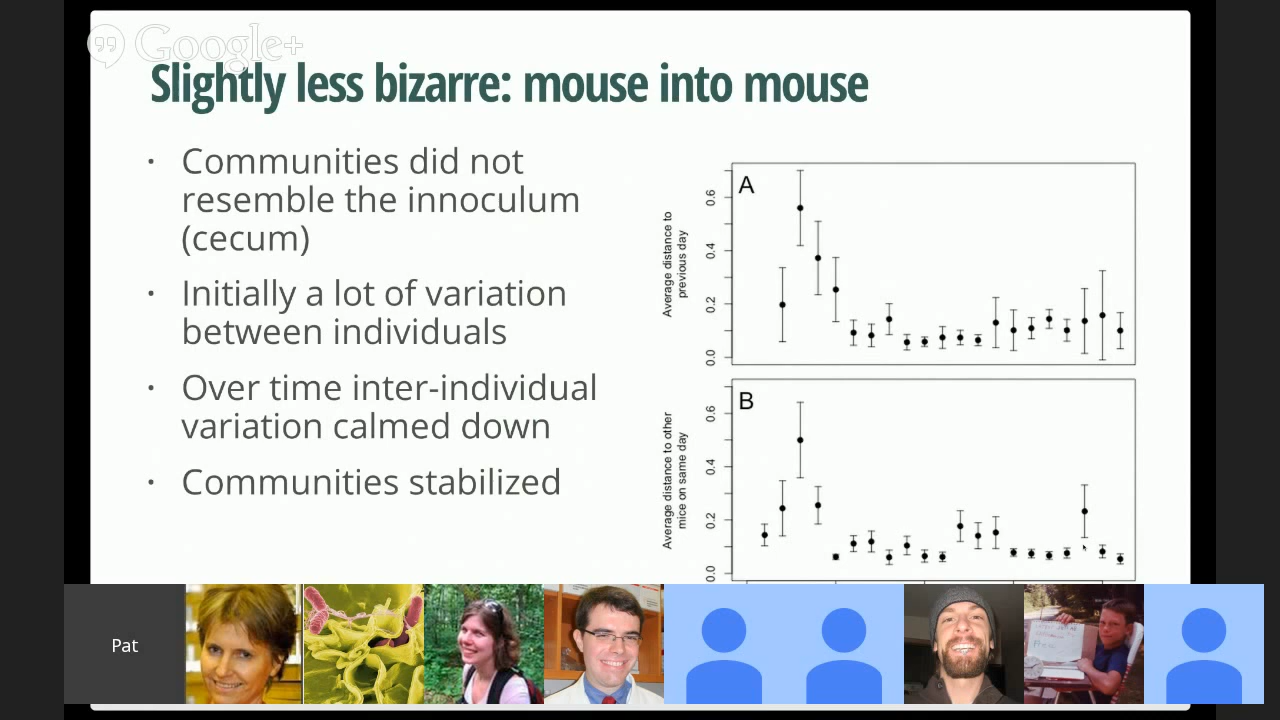 Google+
Slightly less bizarre: mouse into mouse
· Communities did not
resemble the innoculum
(cecum)
· Initially a lot of variation
between individuals
· Over time inter-individual
variation calmed down
· Communities stabilized
A
Average distance to
previous day
0.6
0.4
0.2
0.0
B
Average distance to other
mice on same day
0.6
0.4
0.2
0.0
Pat